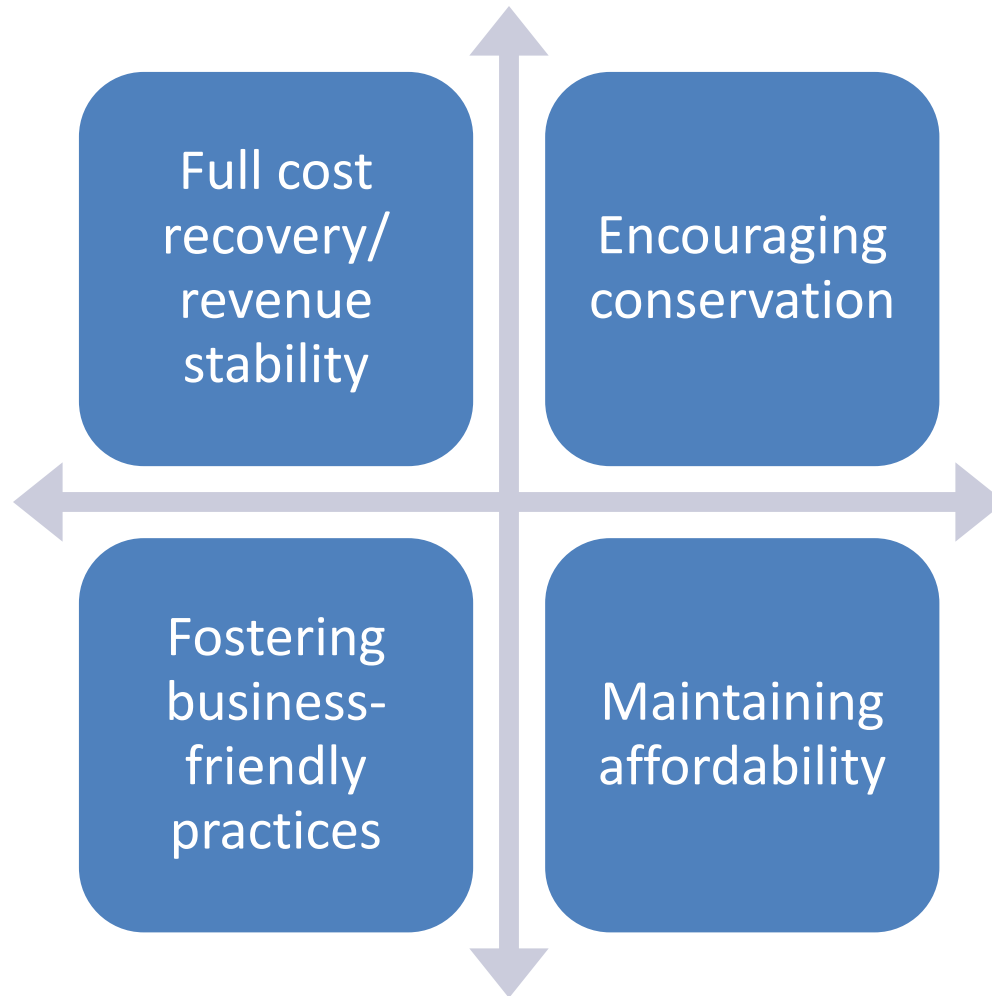 Full cost
recovery/
revenue
stability
Encouraging
conservation
Fostering
business-
friendly
practices
Maintaining
affordability